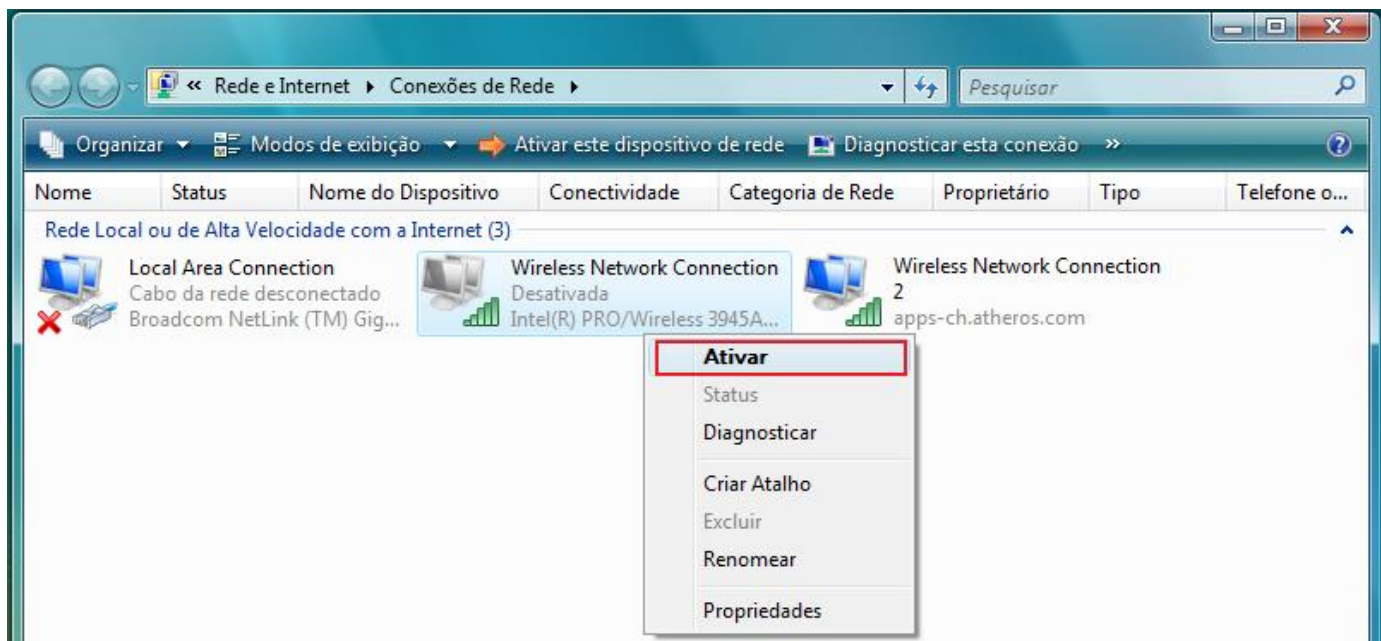 « Rede e Internet ▸ Conexões de Rede ▸
Pesquisar
Organizar Modos de exibição Ativar este dispositivo de rede Diagnosticar esta conexão »
Nome Status Nome do Dispositivo Conectividade Categoria de Rede Proprietário Tipo Telefone o...
Rede Local ou de Alta Velocidade com a Internet (3)
Local Area Connection
Cabo da rede desconectado
Broadcom NetLink (TM) Gig...
Wireless Network Connection
Desativada
Intel(R) PRO/Wireless 3945A...
Wireless Network Connection
2
apps-ch.atheros.com
Ativar
Status
Diagnosticar
Criar Atalho
Excluir
Renomear
Propriedades